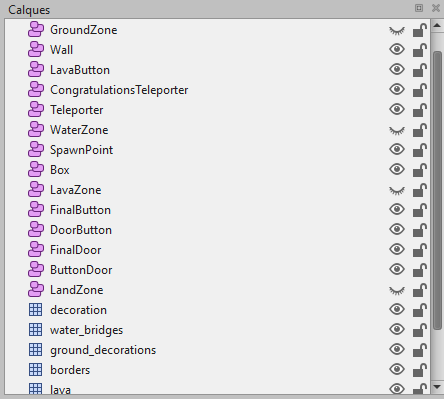 Calques
GroundZone
Wall
LavaButton
CongratulationsTeleporter
Teleporter
WaterZone
SpawnPoint
Box
LavaZone
FinalButton
DoorButton
FinalDoor
ButtonDoor
LandZone
decoration
water_bridges
ground_decorations
borders
lava